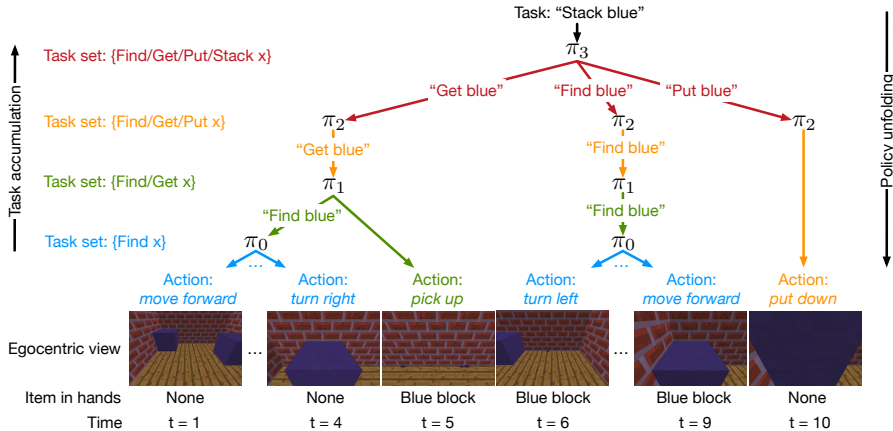 Task: “Stack blue”
π3
Task set: {Find/Get/Put/Stack x}
“Get blue” “Find blue” “Put blue”
Task set: {Find/Get/Put x}
π2 π2 π2
“Get blue” “Find blue”
Task set: {Find/Get x}
π1 π1
“Find blue” “Find blue”
Task set: {Find x}
π0 π0
... ...
Action: Action: Action: Action: Action: Action:
move forward turn right pick up turn left move forward put down
Egocentric view ... ...
Item in hands None None Blue block Blue block Blue block None
Time t = 1 t = 4 t = 5 t = 6 t = 9 t = 10
Task accumulation
Policy unfolding